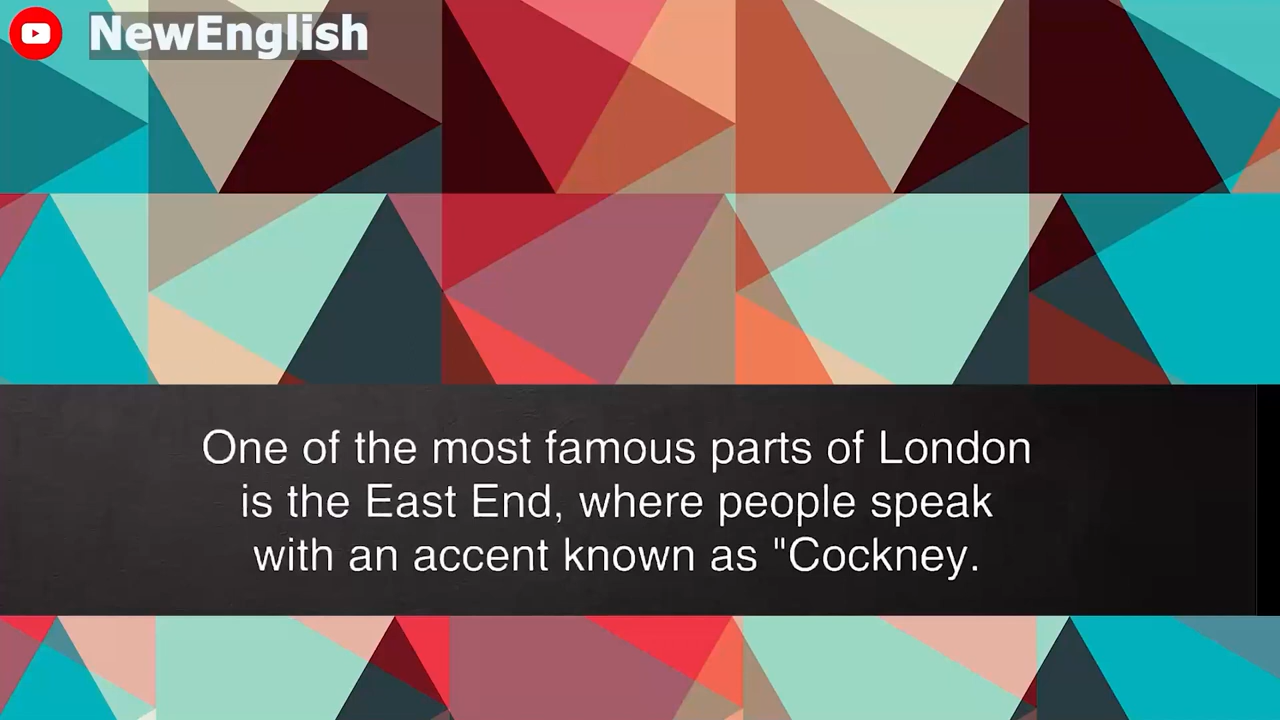 NewEnglish
One of the most famous parts of London
is the East End, where people speak
with an accent known as "Cockney.